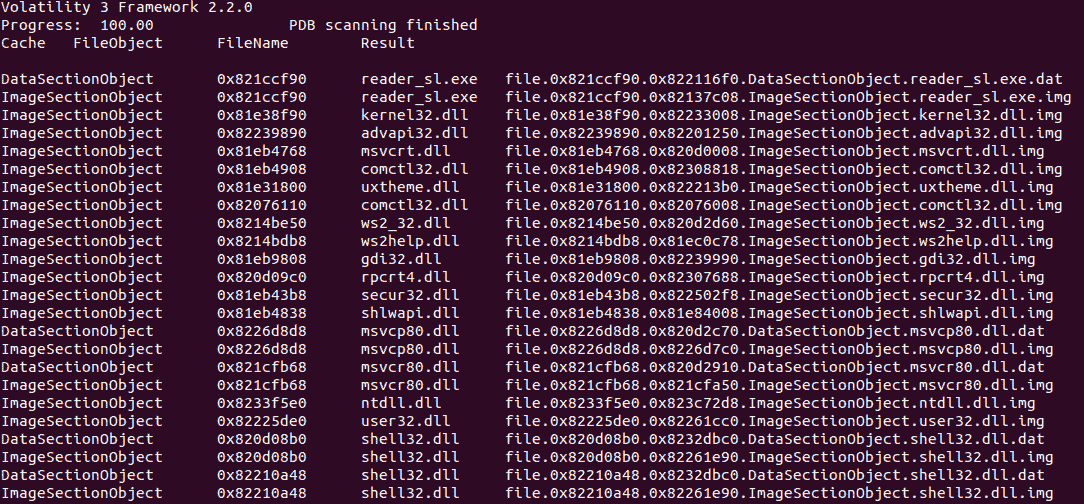 Volatility 3 Framework 2.2.0
Progress:  100.00               PDB scanning finished
Cache   FileObject      FileName        Result

DataSectionObject       0x821ccf90      reader_sl.exe   file.0x821ccf90.0x822116f0.DataSectionObject.reader_sl.exe.dat
ImageSectionObject      0x821ccf90      reader_sl.exe   file.0x821ccf90.0x82137c08.ImageSectionObject.reader_sl.exe.img
ImageSectionObject      0x81e38f90      kernel32.dll    file.0x81e38f90.0x82233008.ImageSectionObject.kernel32.dll.img
ImageSectionObject      0x82239890      advapi32.dll    file.0x82239890.0x82201250.ImageSectionObject.advapi32.dll.img
ImageSectionObject      0x81eb4768      msvcrt.dll      file.0x81eb4768.0x820d0008.ImageSectionObject.msvcrt.dll.img
ImageSectionObject      0x81eb4908      comctl32.dll    file.0x81eb4908.0x82308818.ImageSectionObject.comctl32.dll.img
ImageSectionObject      0x81e31800      uxtheme.dll     file.0x81e31800.0x822213b0.ImageSectionObject.uxtheme.dll.img
ImageSectionObject      0x82076110      comctl32.dll    file.0x82076110.0x82076008.ImageSectionObject.comctl32.dll.img
ImageSectionObject      0x8214be50      ws2_32.dll      file.0x8214be50.0x820d2d60.ImageSectionObject.ws2_32.dll.img
ImageSectionObject      0x8214bdb8      ws2help.dll     file.0x8214bdb8.0x81ec0c78.ImageSectionObject.ws2help.dll.img
ImageSectionObject      0x81eb9808      gdi32.dll       file.0x81eb9808.0x82239990.ImageSectionObject.gdi32.dll.img
ImageSectionObject      0x820d09c0      rpcrt4.dll      file.0x820d09c0.0x82307688.ImageSectionObject.rpcrt4.dll.img
ImageSectionObject      0x81eb43b8      secur32.dll     file.0x81eb43b8.0x822502f8.ImageSectionObject.secur32.dll.img
ImageSectionObject      0x81eb4838      shlwapi.dll     file.0x81eb4838.0x81e84008.ImageSectionObject.shlwapi.dll.img
DataSectionObject       0x8226d8d8      msvcp80.dll     file.0x8226d8d8.0x820d2c70.DataSectionObject.msvcp80.dll.dat
ImageSectionObject      0x8226d8d8      msvcp80.dll     file.0x8226d8d8.0x8226d7c0.ImageSectionObject.msvcp80.dll.img
DataSectionObject       0x821cfb68      msvcr80.dll     file.0x821cfb68.0x820d2910.DataSectionObject.msvcr80.dll.dat
ImageSectionObject      0x821cfb68      msvcr80.dll     file.0x821cfb68.0x821cfa50.ImageSectionObject.msvcr80.dll.img
ImageSectionObject      0x8233f5e0      ntdll.dll       file.0x8233f5e0.0x823c72d8.ImageSectionObject.ntdll.dll.img
ImageSectionObject      0x82225de0      user32.dll      file.0x82225de0.0x82261cc0.ImageSectionObject.user32.dll.img
DataSectionObject       0x820d08b0      shell32.dll     file.0x820d08b0.0x8232dbc0.DataSectionObject.shell32.dll.dat
ImageSectionObject      0x820d08b0      shell32.dll     file.0x820d08b0.0x82261e90.ImageSectionObject.shell32.dll.img
DataSectionObject       0x82210a48      shell32.dll     file.0x82210a48.0x8232dbc0.DataSectionObject.shell32.dll.dat
ImageSectionObject      0x82210a48      shell32.dll     file.0x82210a48.0x82261e90.ImageSectionObject.shell32.dll.img